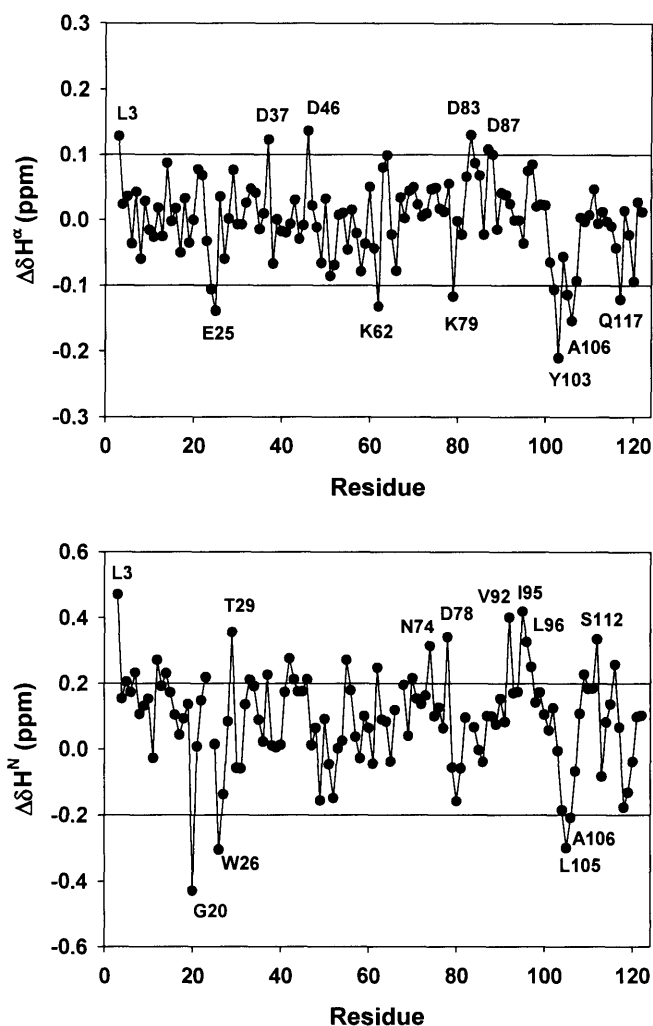 0.3
0.2
0.1
0.0
-0.1
-0.2
-0.3
ΔδHᵅ (ppm)
L3
D37
D46
D83
D87
E25
K62
K79
Q117
A106
Y103
0 20 40 60 80 100 120
Residue
0.6
0.4
0.2
0.0
-0.2
-0.4
-0.6
ΔδHᴺ (ppm)
L3
T29
N74
D78
V92
I95
L96
S112
W26
G20
A106
L105
0 20 40 60 80 100 120
Residue